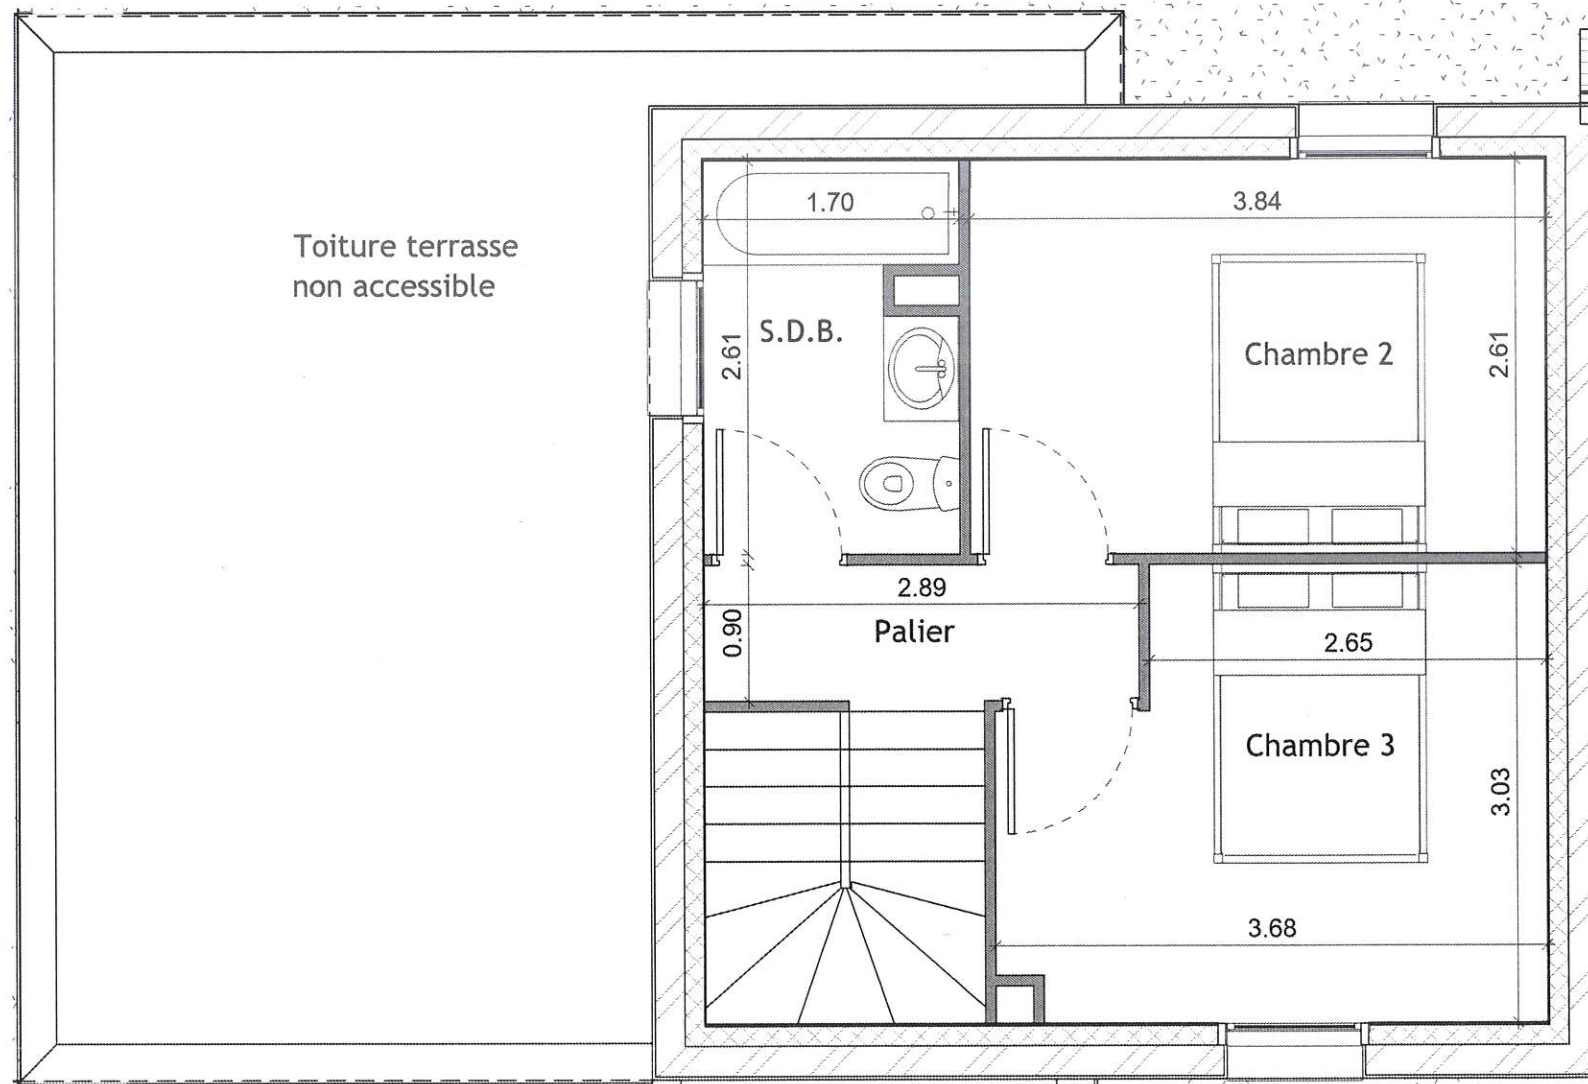 1.70
3.84
Toiture terrasse
non accessible
S.D.B.
2.61
Chambre 2
2.61
2.89
0.90
Palier
2.65
Chambre 3
3.03
3.68